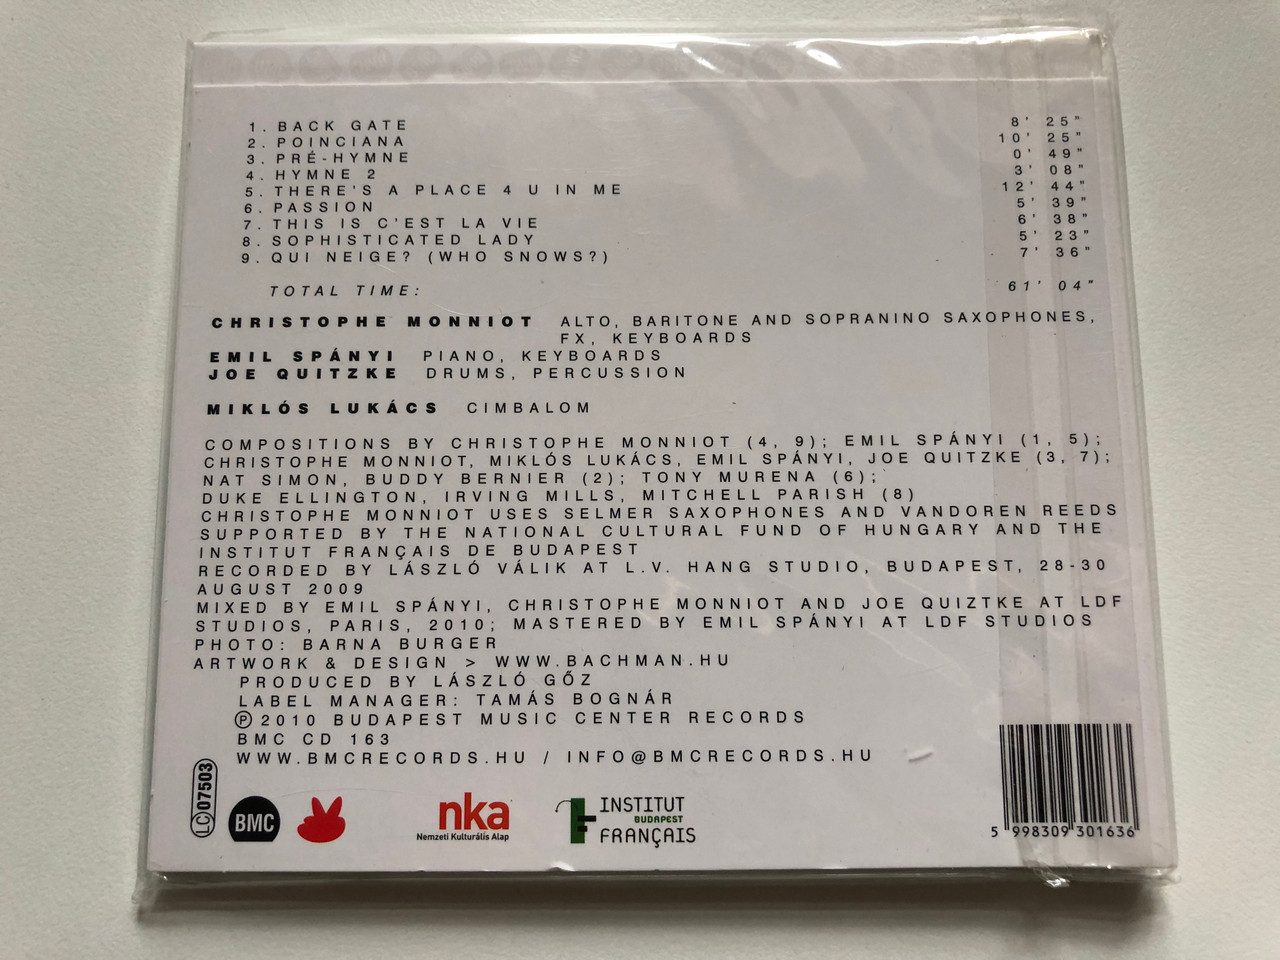 1. BACK GATE 8' 25"
2. POINCIANA 10' 25"
3. PRÉ-HYMNE 0' 49"
4. HYMNE 2 3' 08"
5. THERE'S A PLACE 4 U IN ME 12' 44"
6. PASSION 5' 39"
7. THIS IS C'EST LA VIE 6' 38"
8. SOPHISTICATED LADY 5' 23"
9. QUI NEIGE? (WHO SNOWS?) 7' 36"
TOTAL TIME: 61' 04"
CHRISTOPHE MONNIOT ALTO, BARITONE AND SOPRANINO SAXOPHONES,
FX, KEYBOARDS
EMIL SPÁNYI PIANO, KEYBOARDS
JOE QUITZKE DRUMS, PERCUSSION
MIKLÓS LUKÁCS CIMBALOM
COMPOSITIONS BY CHRISTOPHE MONNIOT (4, 9); EMIL SPÁNYI (1, 5);
CHRISTOPHE MONNIOT, MIKLÓS LUKÁCS, EMIL SPÁNYI, JOE QUITZKE (3, 7);
NAT SIMON, BUDDY BERNIER (2); TONY MURENA (6);
DUKE ELLINGTON, IRVING MILLS, MITCHELL PARISH (8)
CHRISTOPHE MONNIOT USES SELMER SAXOPHONES AND VANDOREN REEDS
SUPPORTED BY THE NATIONAL CULTURAL FUND OF HUNGARY AND THE
INSTITUT FRANÇAIS DE BUDAPEST
RECORDED BY LÁSZLÓ VÁLIK AT L.V. HANG STUDIO, BUDAPEST, 28-30
AUGUST 2009
MIXED BY EMIL SPÁNYI, CHRISTOPHE MONNIOT AND JOE QUIZTKE AT LDF
STUDIOS, PARIS, 2010; MASTERED BY EMIL SPÁNYI AT LDF STUDIOS
PHOTO: BARNA BURGER
ARTWORK & DESIGN > WWW.BACHMAN.HU
PRODUCED BY LÁSZLÓ GŐZ
LABEL MANAGER: TAMÁS BOGNÁR
℗ 2010 BUDAPEST MUSIC CENTER RECORDS
BMC CD 163
WWW.BMCRECORDS.HU / INFO@BMCRECORDS.HU
LC 07503
BMC
nka
Nemzeti Kulturális Alap
INSTITUT
BUDAPEST
FRANÇAIS
5 998309 301636